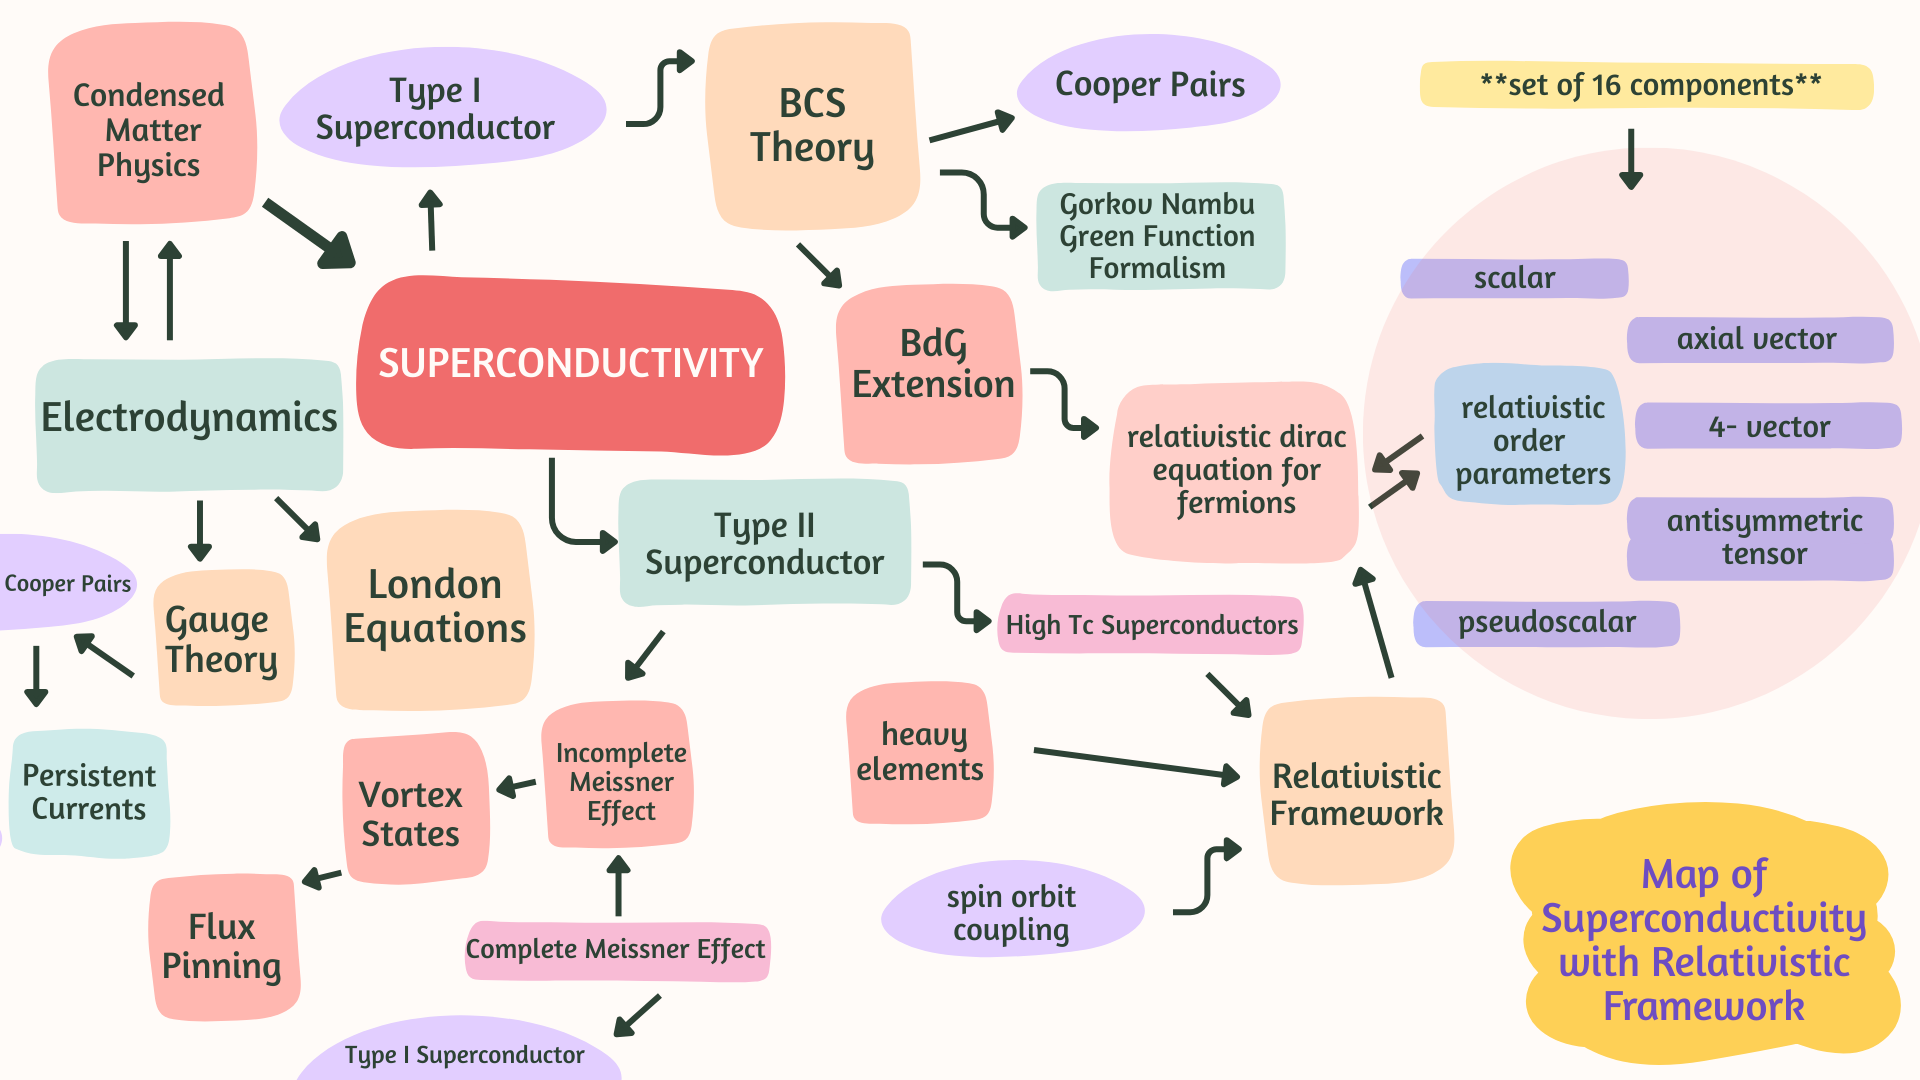 Condensed
Matter
Physics
Type I
Superconductor
BCS
Theory
Cooper Pairs
**set of 16 components**
Gorkov Nambu
Green Function
Formalism
scalar
axial vector
relativistic
order
parameters
4- vector
antisymmetric
tensor
pseudoscalar
SUPERCONDUCTIVITY
BdG
Extension
relativistic dirac
equation for
fermions
Electrodynamics
Type II
Superconductor
London
Equations
Cooper Pairs
Gauge
Theory
High Tc Superconductors
Persistent
Currents
Vortex
States
Incomplete
Meissner
Effect
heavy
elements
Relativistic
Framework
Flux
Pinning
Complete Meissner Effect
spin orbit
coupling
Type I Superconductor
Map of
Superconductivity
with Relativistic
Framework